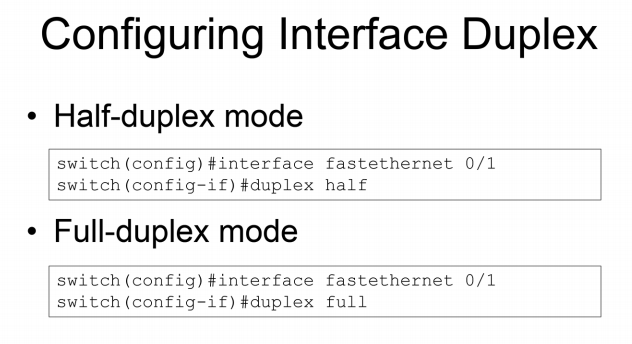 Configuring Interface Duplex
• Half-duplex mode
switch(config)#interface fastethernet 0/1
switch(config-if)#duplex half
• Full-duplex mode
switch(config)#interface fastethernet 0/1
switch(config-if)#duplex full